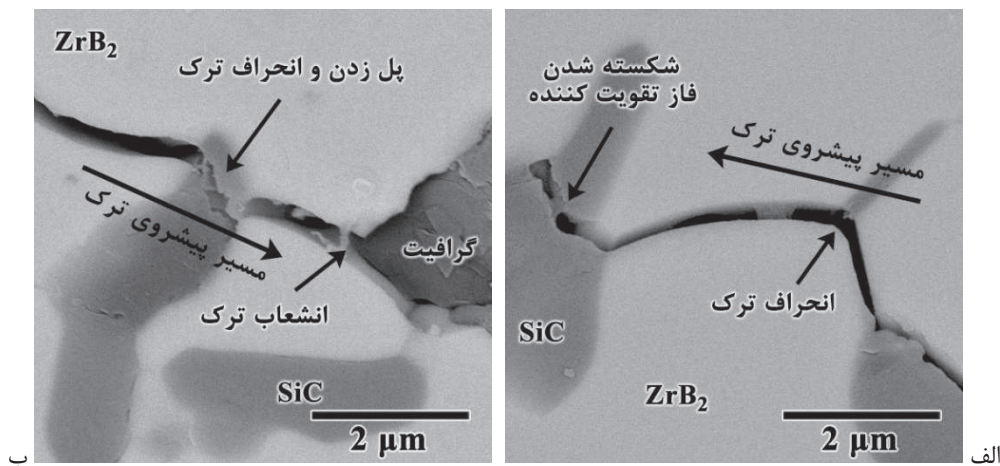 شکسته شدن
فاز تقویت کننده
مسیر پیشروی ترک
انحراف ترک
SiC
ZrB₂
2 µm
الف
ZrB₂
پل زدن و انحراف ترک
مسیر پیشروی ترک
گرافیت
انشعاب ترک
SiC
2 µm
ب